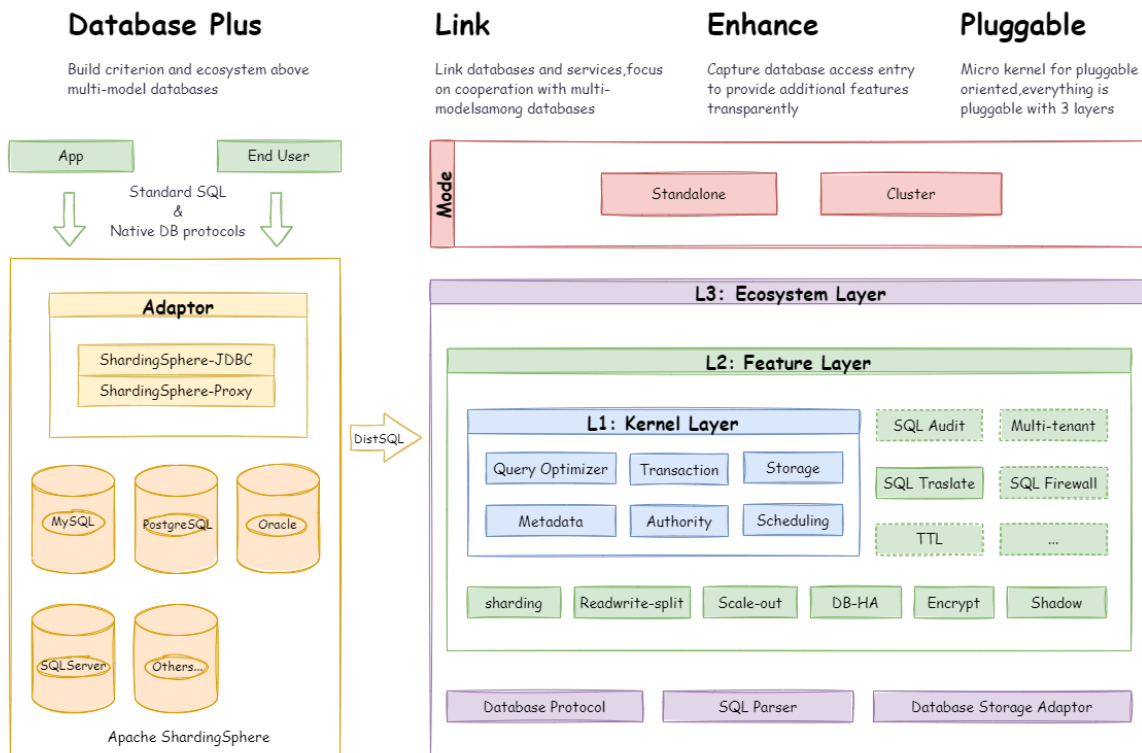 Database Plus
Build criterion and ecosystem above
multi-model databases
Link
Link databases and services,focus
on cooperation with multi-
modelsamong databases
Enhance
Capture database access entry
to provide additional features
transparently
Pluggable
Micro kernel for pluggable
oriented,everything is
pluggable with 3 layers
App
End User
Standard SQL
&
Native DB protocols
Adaptor
ShardingSphere-JDBC
ShardingSphere-Proxy
MySQL
PostgreSQL
Oracle
SQLServer
Others...
Apache ShardingSphere
DistSQL
Mode
Standalone
Cluster
L3: Ecosystem Layer
L2: Feature Layer
L1: Kernel Layer
Query Optimizer
Transaction
Storage
Metadata
Authority
Scheduling
SQL Audit
Multi-tenant
SQL Traslate
SQL Firewall
TTL
...
sharding
Readwrite-split
Scale-out
DB-HA
Encrypt
Shadow
Database Protocol
SQL Parser
Database Storage Adaptor